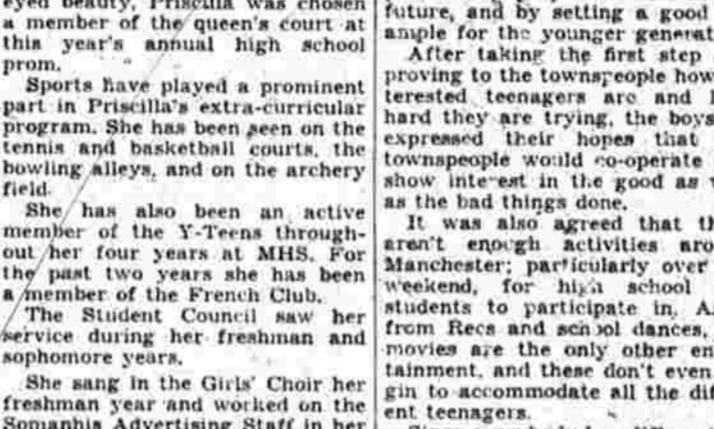 eyed beauty, Priscilla was chosen
a member of the queen's court at
this year's annual high school
prom.
Sports have played a prominent
part in Priscilla's extra-curricular
program. She has been seen on the
tennis and basketball courts, the
bowling alleys, and on the archery
field.
She has also been an active
member of the Y-Teens through-
out her four years at MHS. For
the past two years she has been
a member of the French Club.
The Student Council saw her
service during her freshman and
sophomore years.
She sang in the Girls' Choir her
freshman year and worked on the
Somanhis Advertising Staff in her
future, and by setting a good
ample for the younger generat
After taking the first step
proving to the townspeople how
terested teenagers are and
hard they are trying, the boys
expressed their hopes that
townspeople would co-operate
show interest in the good as
as the bad things done.
It was also agreed that th
aren't enough activities aro
Manchester; particularly over
weekend, for high school
students to participate in. A
from Recs and school dances,
movies are the only other en
tainment, and these don't even
gin to accommodate all the dif
ent teenagers.